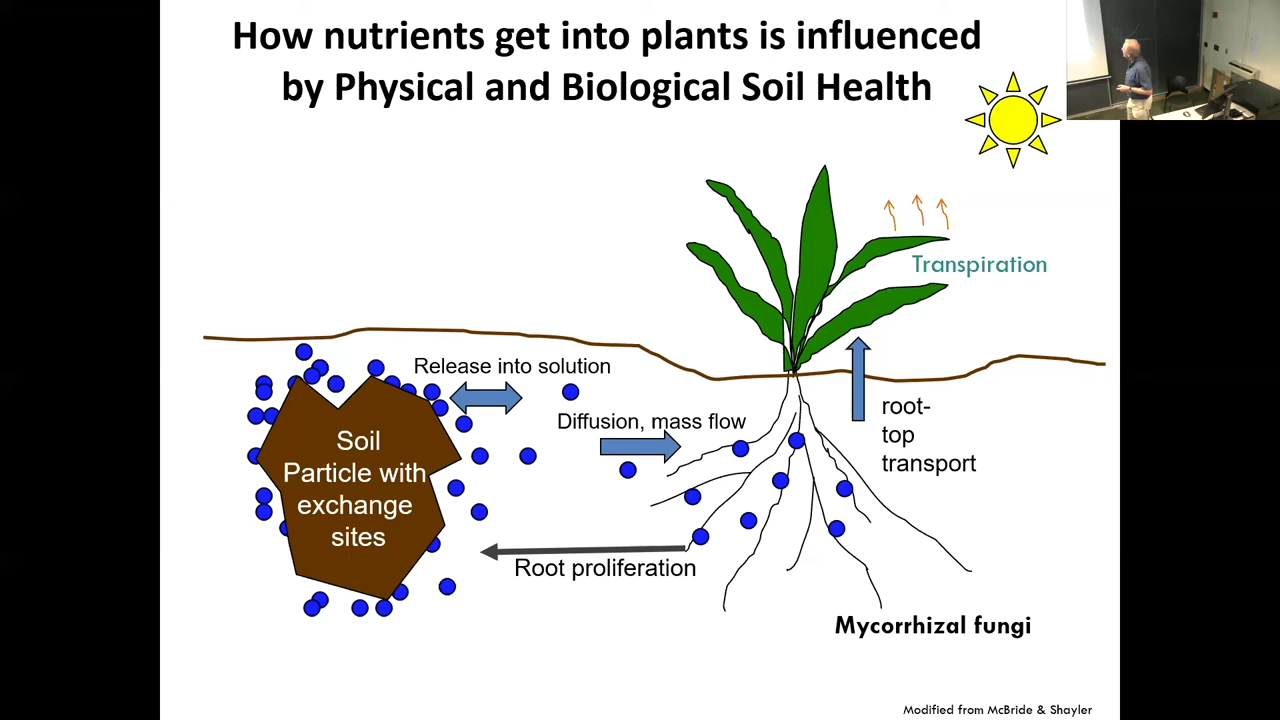 How nutrients get into plants is influenced
by Physical and Biological Soil Health
Transpiration
Release into solution
Diffusion, mass flow
root-
top
transport
Soil
Particle with
exchange
sites
Root proliferation
Mycorrhizal fungi
Modified from McBride & Shayler